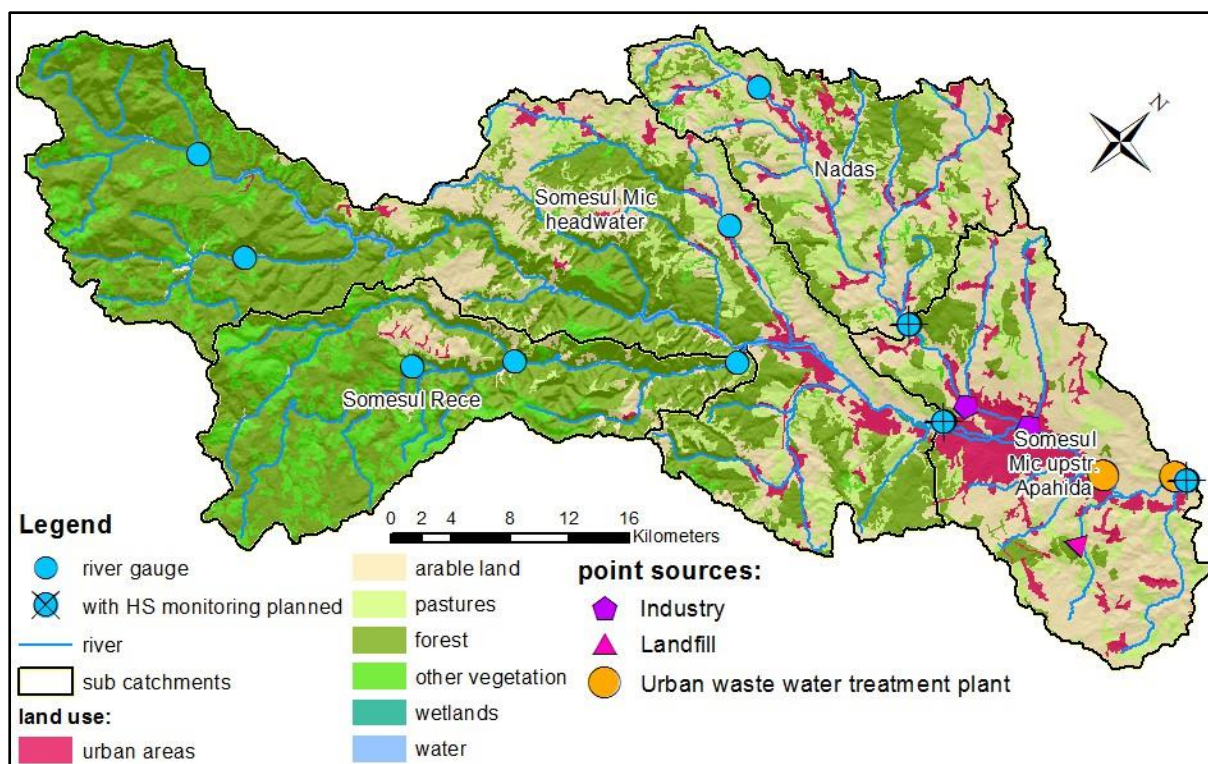 N
Nadas
Somesul Mic
headwater
Somesul Rece
Somesul
Mic upstr.
Apahida
Legend
river gauge
with HS monitoring planned
river
sub catchments
land use:
urban areas
0 2 4 8 12 16
Kilometers
arable land
pastures
forest
other vegetation
wetlands
water
point sources:
Industry
Landfill
Urban waste water treatment plant